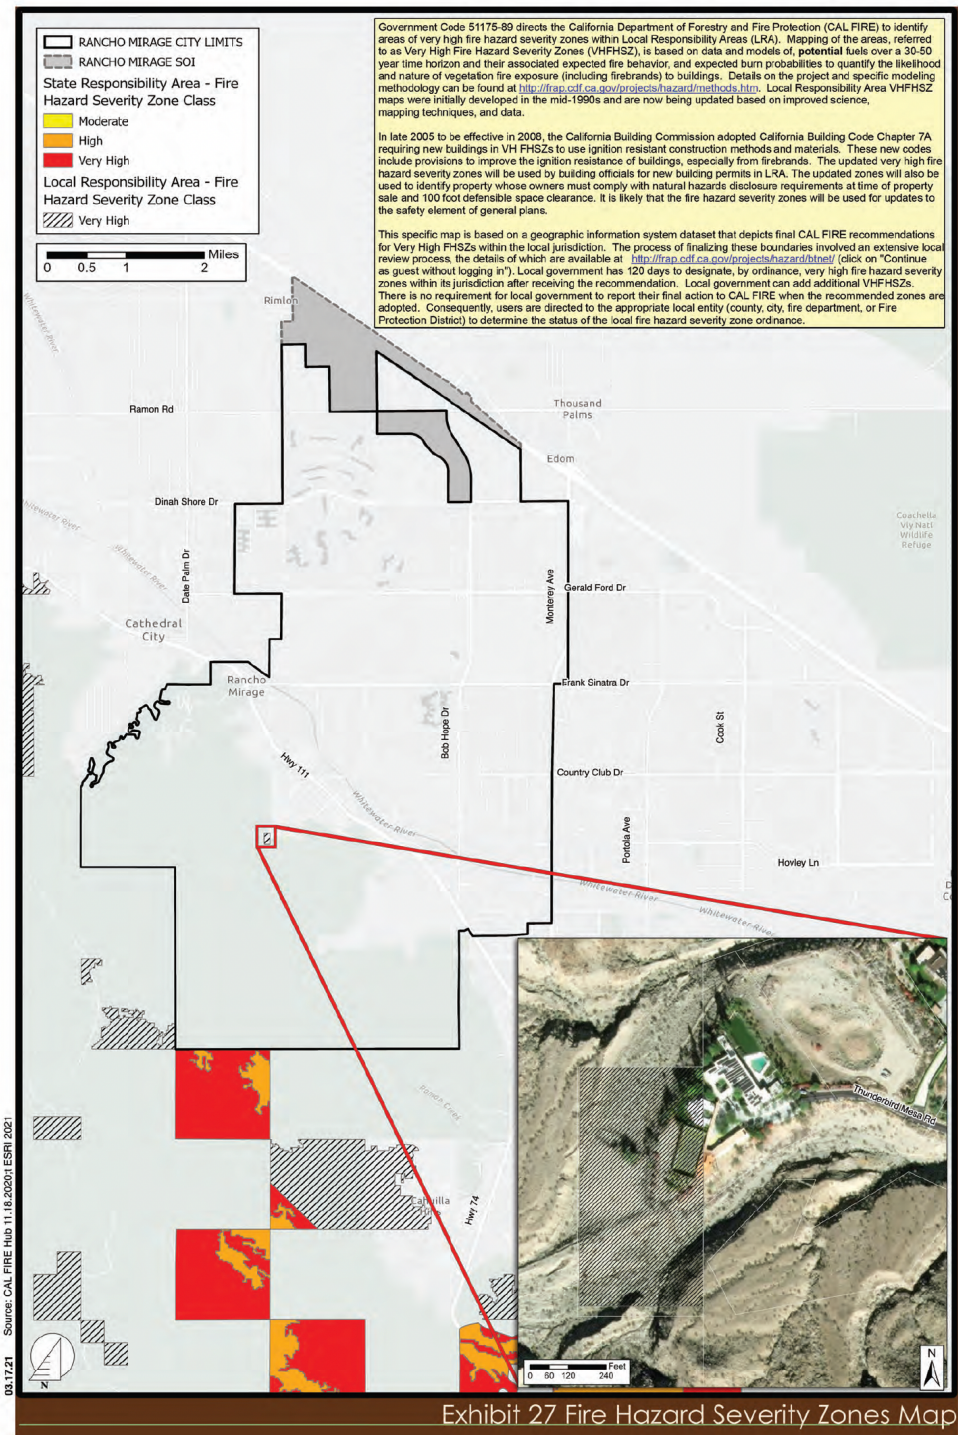 RANCHO MIRAGE CITY LIMITS
RANCHO MIRAGE SOI
State Responsibility Area - Fire
Hazard Severity Zone Class
Moderate
High
Very High
Local Responsibility Area - Fire
Hazard Severity Zone Class
Very High
Miles
0 0.5 1 2
Government Code 51175-89 directs the California Department of Forestry and Fire Protection (CAL FIRE) to identify
areas of very high fire hazard severity zones within Local Responsibility Areas (LRA). Mapping of the areas, referred
to as Very High Fire Hazard Severity Zones (VHFHSZ), is based on data and models of, potential fuels over a 30-50
year time horizon and their associated expected fire behavior, and expected burn probabilities to quantify the likelihood
and nature of vegetation fire exposure (including firebrands) to buildings. Details on the project and specific modeling
methodology can be found at http://frap.cdf.ca.gov/projects/hazard/methods.htm. Local Responsibility Area VHFHSZ
maps were initially developed in the mid-1990s and are now being updated based on improved science,
mapping techniques, and data.
In late 2005 to be effective in 2008, the California Building Commission adopted California Building Code Chapter 7A
requiring new buildings in VH FHSZs to use ignition resistant construction methods and materials. These new codes
include provisions to improve the ignition resistance of buildings, especially from firebrands. The updated very high fire
hazard severity zones will be used by building officials for new building permits in LRA. The updated zones will also be
used to identify property whose owners must comply with natural hazards disclosure requirements at time of property
sale and 100 foot defensible space clearance. It is likely that the fire hazard severity zones will be used for updates to
the safety element of general plans.
This specific map is based on a geographic information system dataset that depicts final CAL FIRE recommendations
for Very High FHSZs within the local jurisdiction. The process of finalizing these boundaries involved an extensive local
review process, the details of which are available at http://frap.cdf.ca.gov/projects/hazard/btnet/ (click on "Continue
as guest without logging in"). Local government has 120 days to designate, by ordinance, very high fire hazard severity
zones within its jurisdiction after receiving the recommendation. Local government can add additional VHFHSZs.
There is no requirement for local government to report their final action to CAL FIRE when the recommended zones are
adopted. Consequently, users are directed to the appropriate local entity (county, city, fire department, or Fire
Protection District) to determine the status of the local fire hazard severity zone ordinance.
Rimlon
Whitewater River
Ramon Rd
Thousand
Palms
Edom
Dinah Shore Dr
Whitewater River
Coachella
Vly Natl
Wildlife
Refuge
Whitewater River
Date Palm Dr
Monterey Ave
Gerald Ford Dr
Cathedral
City
Rancho
Mirage
Frank Sinatra Dr
Bob Hope Dr
Cook St
Hwy 111
Country Club Dr
Whitewater River
Portola Ave
Hovley Ln
Whitewater River
Whitewater River
Cahuilla
Hwy 74
Thunderbird Mesa Rd
Feet
0 60 120 240
N
N
03.17.21 Source: CAL FIRE Hub 11.18.2020;t ESRI 2021
Exhibit 27 Fire Hazard Severity Zones Map